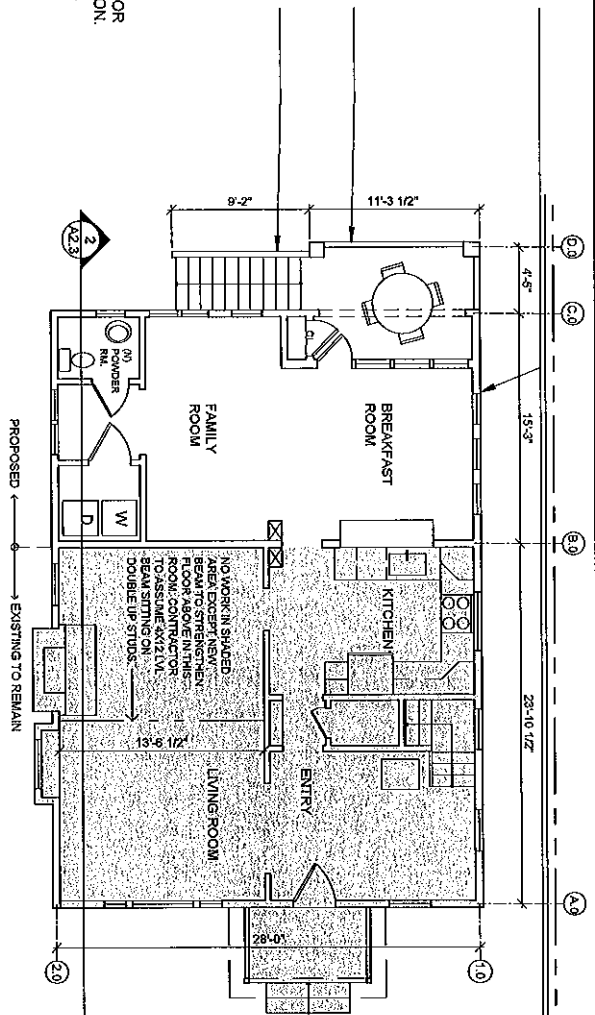 OR
ON.
9'-2"
11'-3 1/2"
D.0
4'-5"
C.0
15'-3"
B.0
23'-10 1/2"
A.0
2
A2.3
(N)
POWDER
RM.
CL
FAMILY
ROOM
BREAKFAST
ROOM
W
D
KITCHEN
NO WORK IN SHADED
AREA EXCEPT NEW
BEAM TO STRENGTHEN
FLOOR ABOVE IN THIS
ROOM. CONTRACTOR
TO ASSUME 4X12 LVL
BEAM SITTING ON
DOUBLE UP STUDS.
PROPOSED
EXISTING TO REMAIN
13'-6 1/2"
LIVING ROOM
ENTRY
28'-0"
2.0
1.0